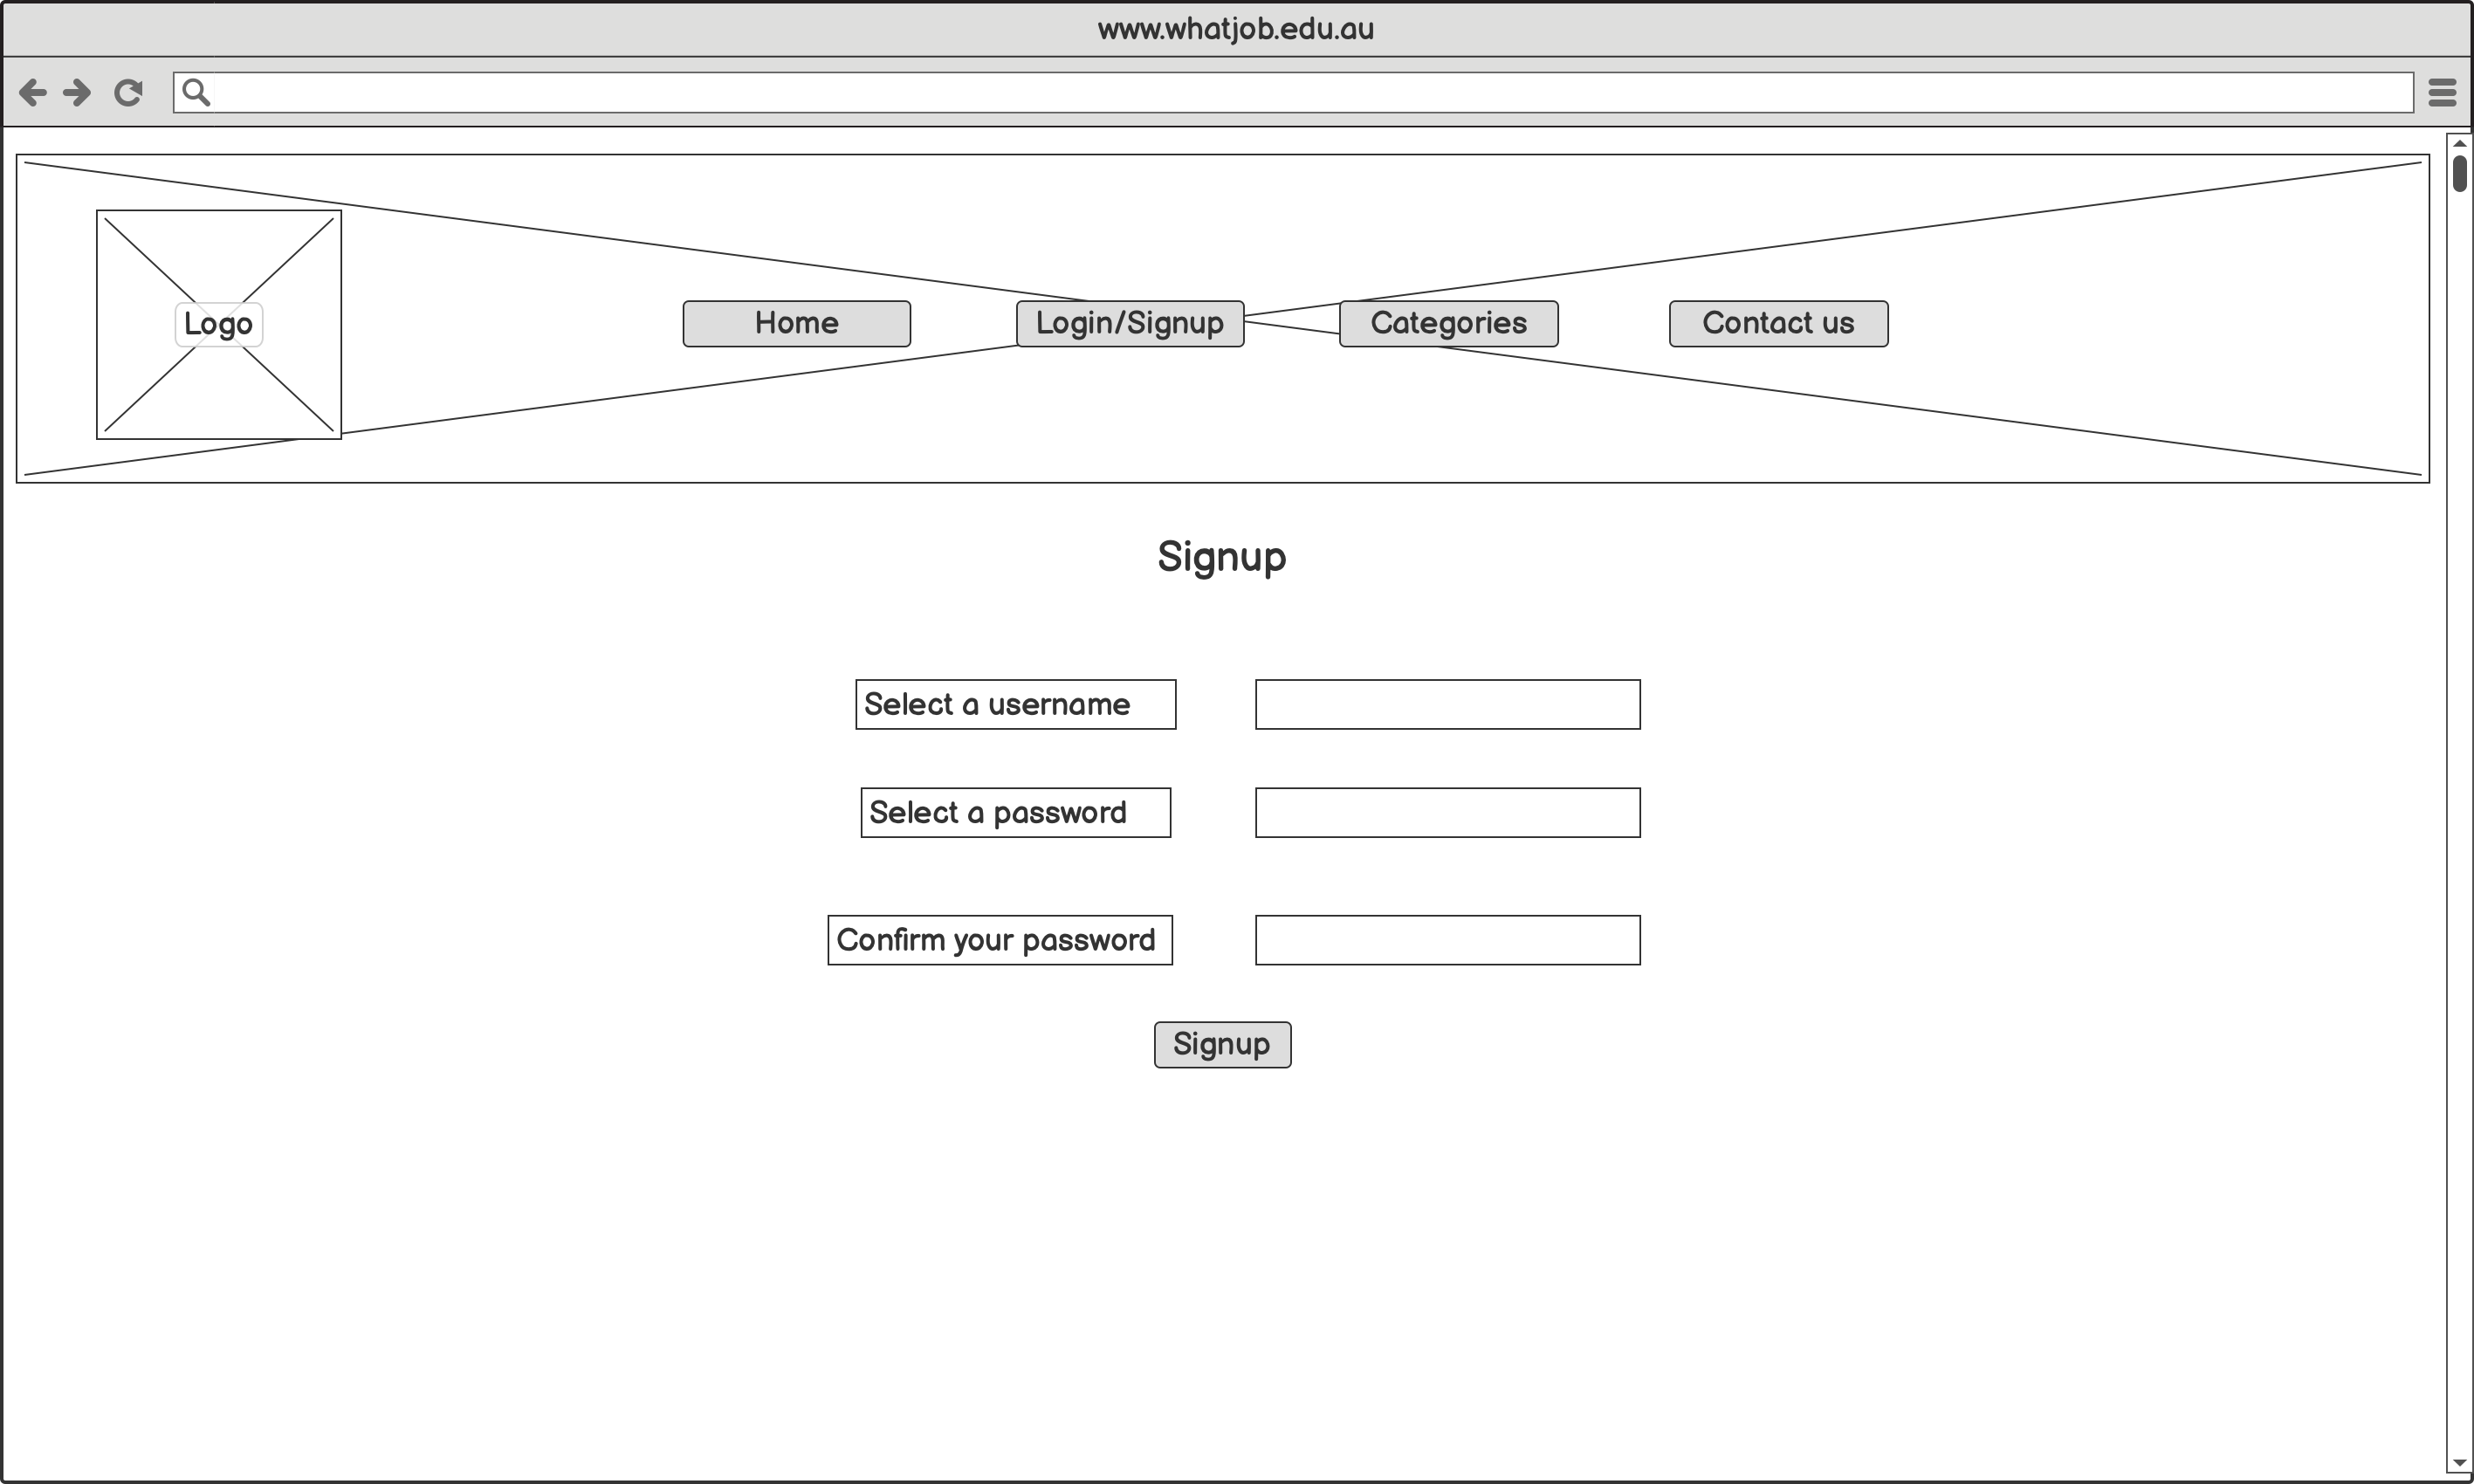 www.whatjob.edu.au
Logo
Home
Login/Signup
Categories
Contact us
Signup
Select a username
Select a password
Confirm your password
Signup